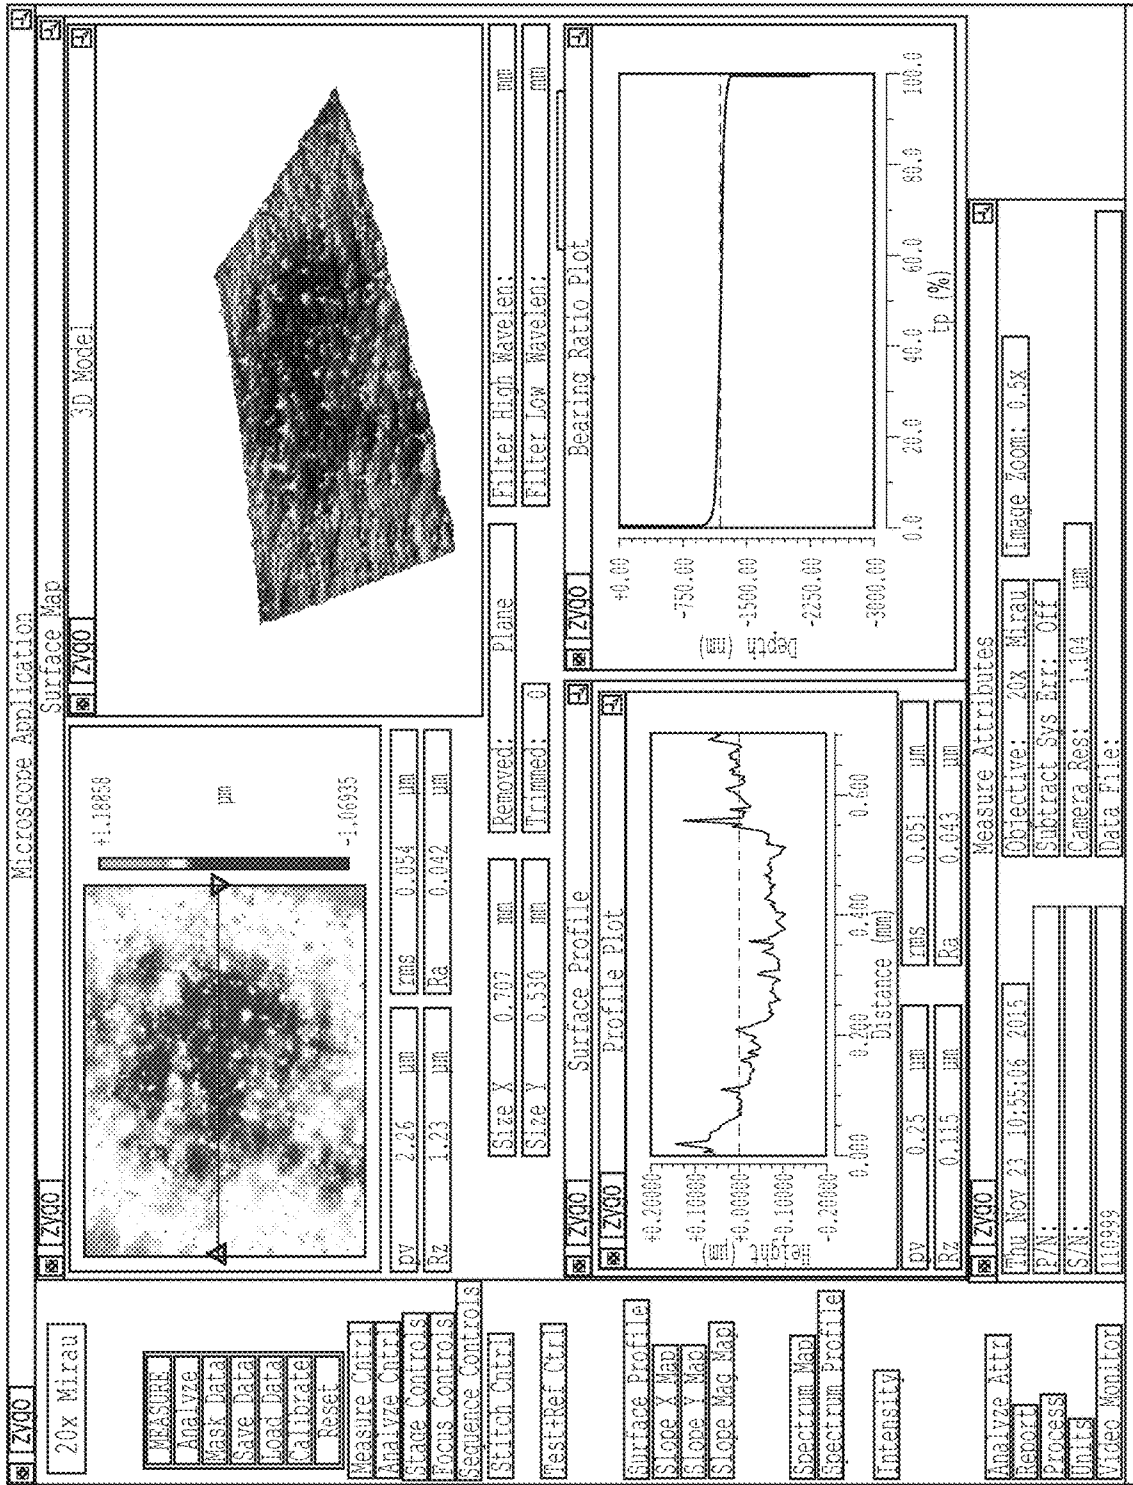 zygo Microscope Application
20x Mirau
MEASURE
Analyze
Mask Data
Save Data
Load Data
Calibrate
Reset
Measure Cntrl
Analyze Cntrl
Stage Controls
Focus Controls
Sequence Controls
Stitch Cntrl
TestRef Ctrl
Surface Profile
Slope X Map
Slope Y Map
Slope Mag Map
Spectrum Map
Spectrum Profile
Intensity
Analyze Attr
Report
Process
Units
Video Monitor
zygo Surface Map
+1.18058
µm
-1.06935
pv 2.26 µm
rms 0.054 µm
Rz 1.23 µm
Ra 0.042 µm
Size X 0.707 mm
Size Y 0.530 mm
zygo 3D Model
Removed: Plane
Trimmed: 0
Filter High Wavelen: mm
Filter Low Wavelen: mm
zygo Surface Profile
zygo Profile Plot
+0.20000
+0.10000
+0.00000
-0.10000
-0.20000
Height (µm)
0.000 0.200 0.400 0.600
Distance (mm)
pv 0.25 µm
rms 0.051 µm
Rz 0.115 µm
Ra 0.043 µm
zygo Bearing Ratio Plot
+0.00
-750.00
-1500.00
-2250.00
-3000.00
Depth (nm)
0.0 20.0 40.0 60.0 80.0 100.0
tp (%)
zygo Measure Attributes
Thu Nov 23 10:55:06 2015
P/N:
S/N:
110999
Objective: 20x Mirau
Image Zoom: 0.5X
Subtract Sys Err: Off
Camera Res: 1.104 µm
Data File: